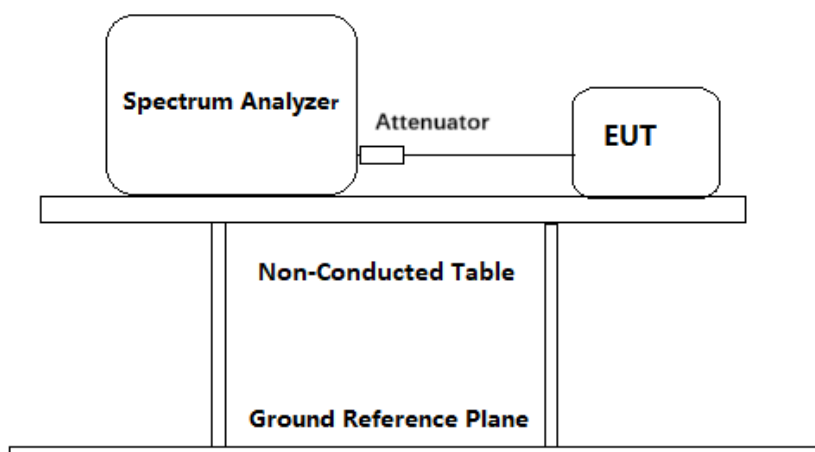 Spectrum Analyzer
Attenuator
EUT
Non-Conducted Table
Ground Reference Plane